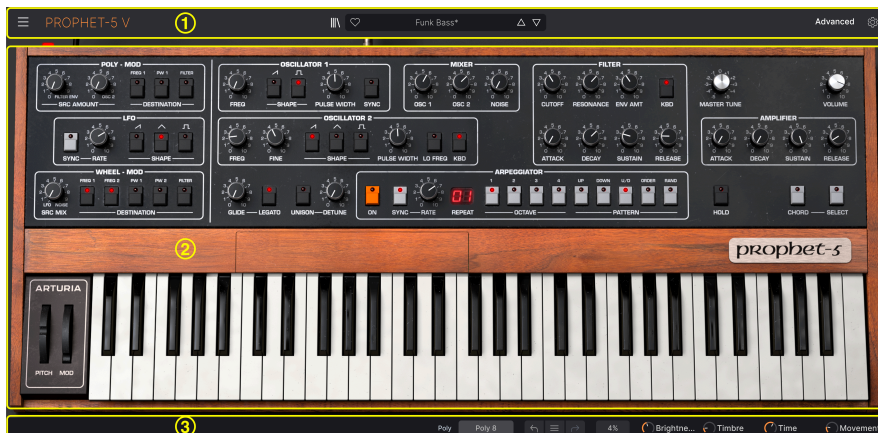 1
PROPHET-5 V
Funk Bass*
Advanced
POLY - MOD
OSCILLATOR 1
MIXER
FILTER
FREQ 1 PW 1 FILTER
FILTER ENV OSC 2
SRC AMOUNT DESTINATION
FREQ SHAPE PULSE WIDTH SYNC
OSC 1 OSC 2 NOISE
CUTOFF RESONANCE ENV AMT KBD
MASTER TUNE
VOLUME
LFO
OSCILLATOR 2
AMPLIFIER
SYNC RATE SHAPE
FREQ FINE SHAPE PULSE WIDTH LO FREQ KBD
ATTACK DECAY SUSTAIN RELEASE
ATTACK DECAY SUSTAIN RELEASE
WHEEL - MOD
ARPEGGIATOR
FREQ 1 FREQ 2 PW 1 PW 2 FILTER
1 2 3 4 UP DOWN U/D ORDER RAND
LFO NOISE
SRC MIX DESTINATION
GLIDE LEGATO UNISON DETUNE
ON SYNC RATE
01
REPEAT
OCTAVE
PATTERN
HOLD
CHORD SELECT
2
prophet-5
ARTURIA
PITCH MOD
3
Poly Poly 8 4% Brightne... Timbre Time Movement